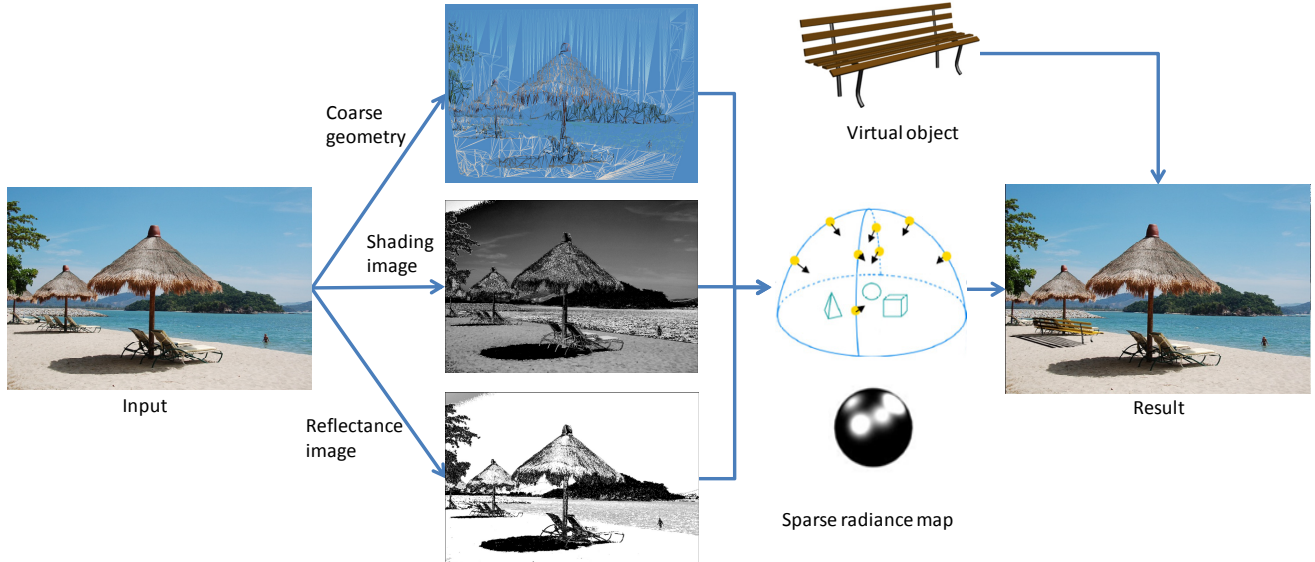 Coarse
geometry
Virtual object
Shading
image
Input
Reflectance
image
Sparse radiance map
Result